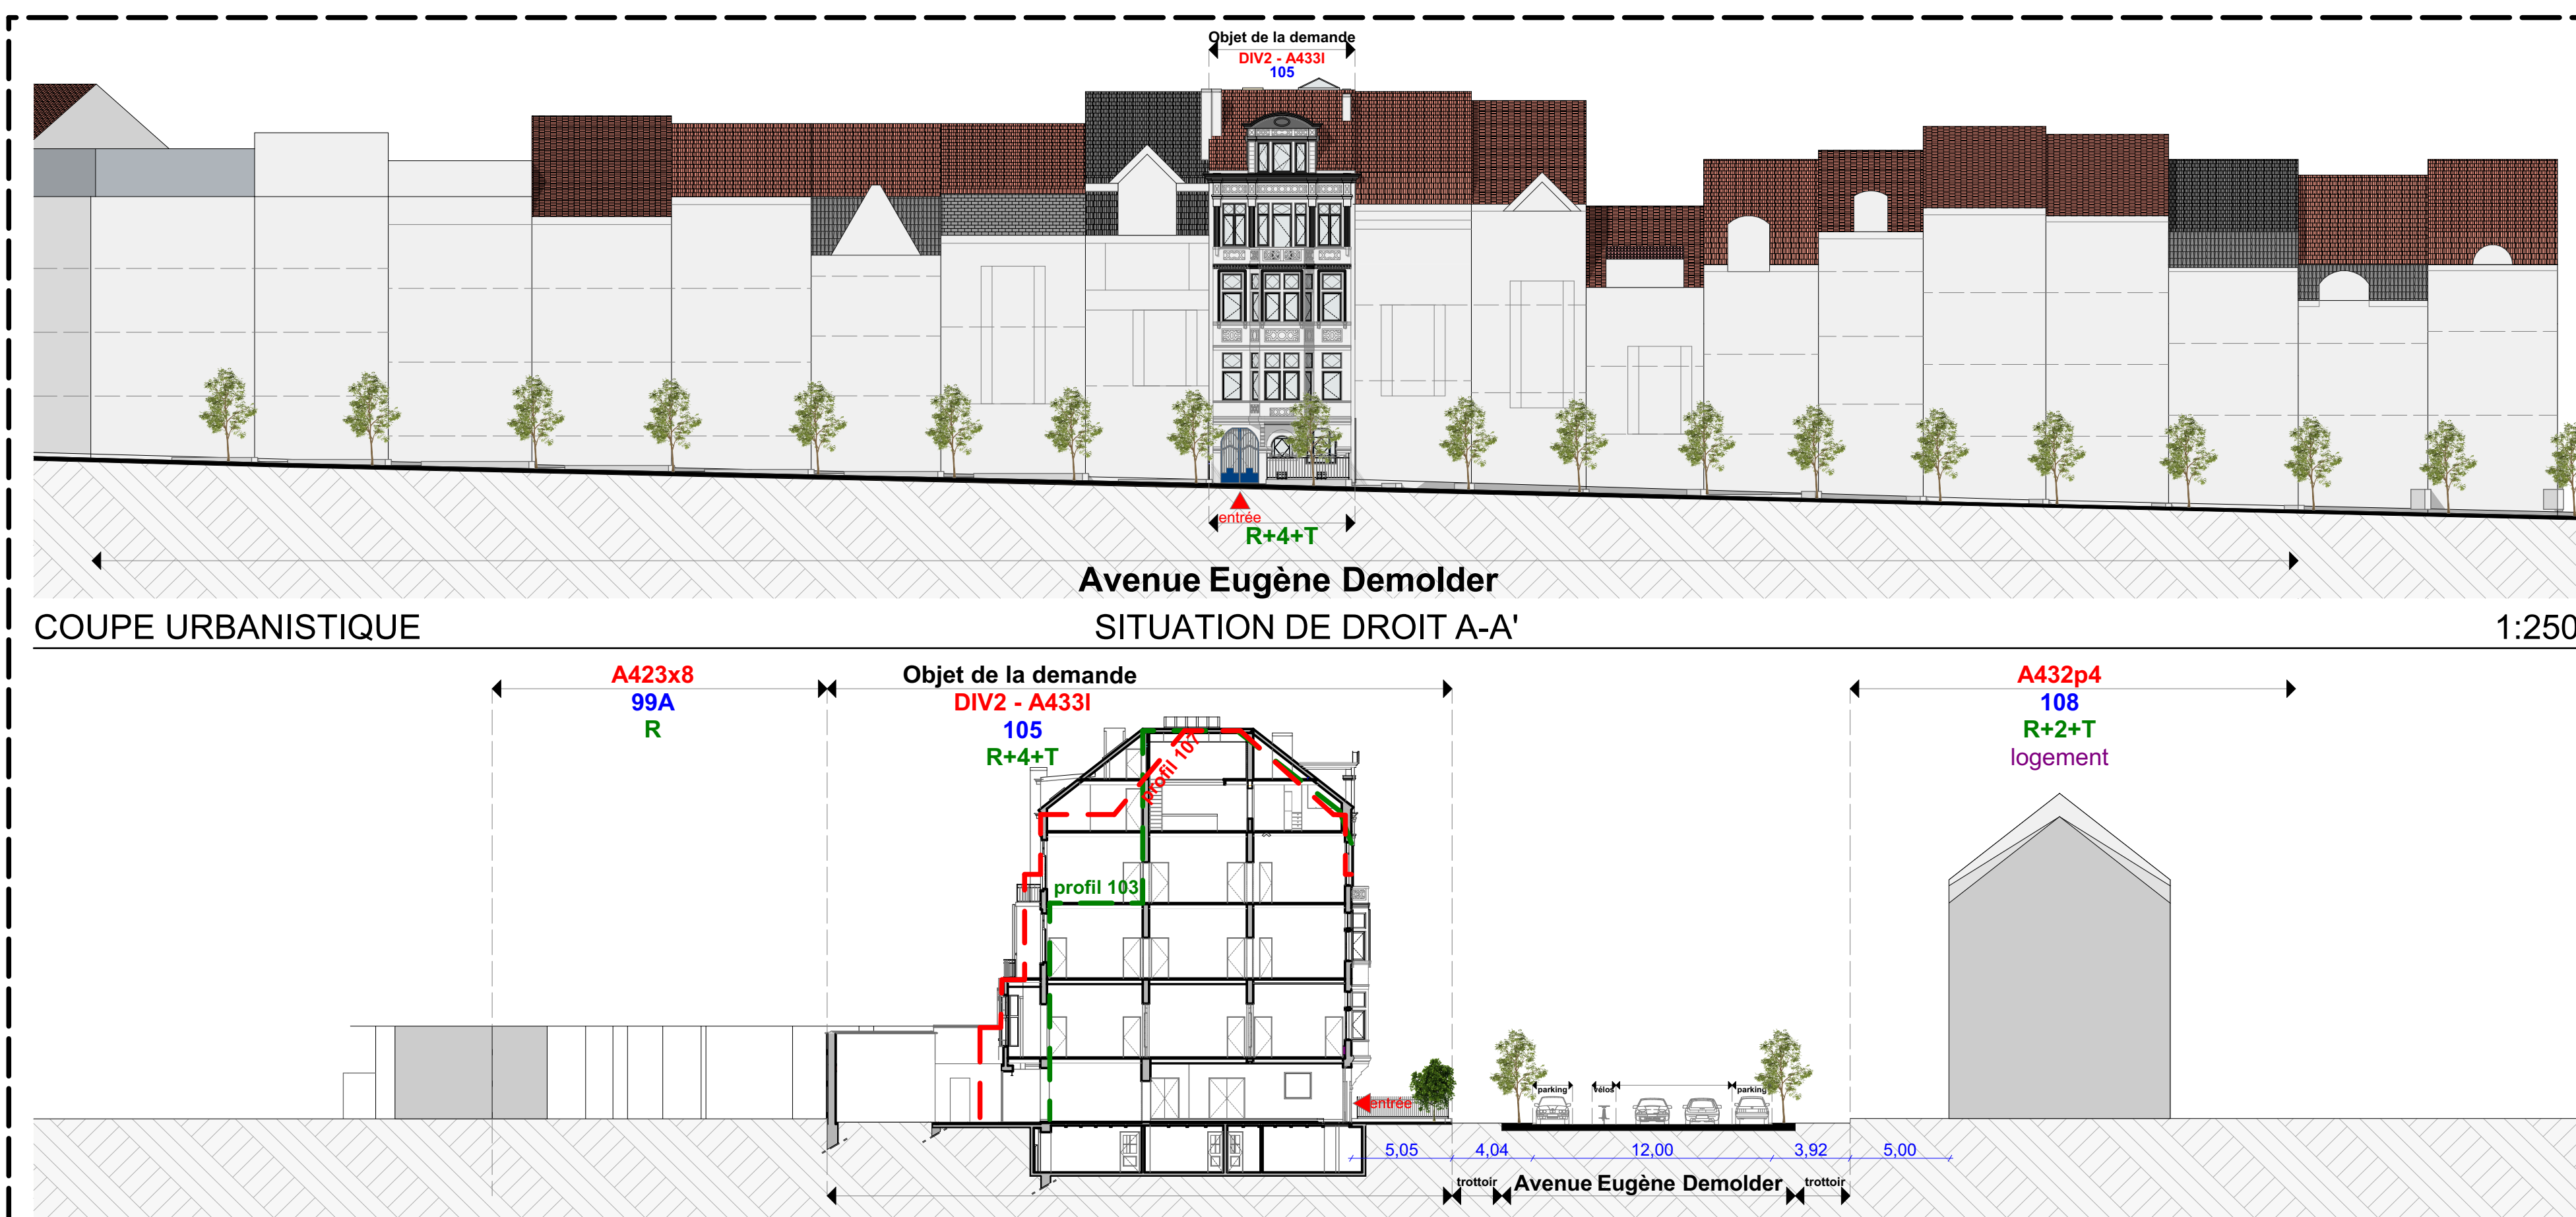 Objet de la demande
DIV2 - A433l
105
entrée
R+4+T
Avenue Eugène Demolder
COUPE URBANISTIQUE
SITUATION DE DROIT A-A'
1:250
A423x8
99A
R
Objet de la demande
DIV2 - A433l
105
R+4+T
A432p4
108
R+2+T
logement
profil 107
profil 103
parking
vélos
parking
entrée
5,05
4,04
12,00
3,92
5,00
trottoir
Avenue Eugène Demolder
trottoir